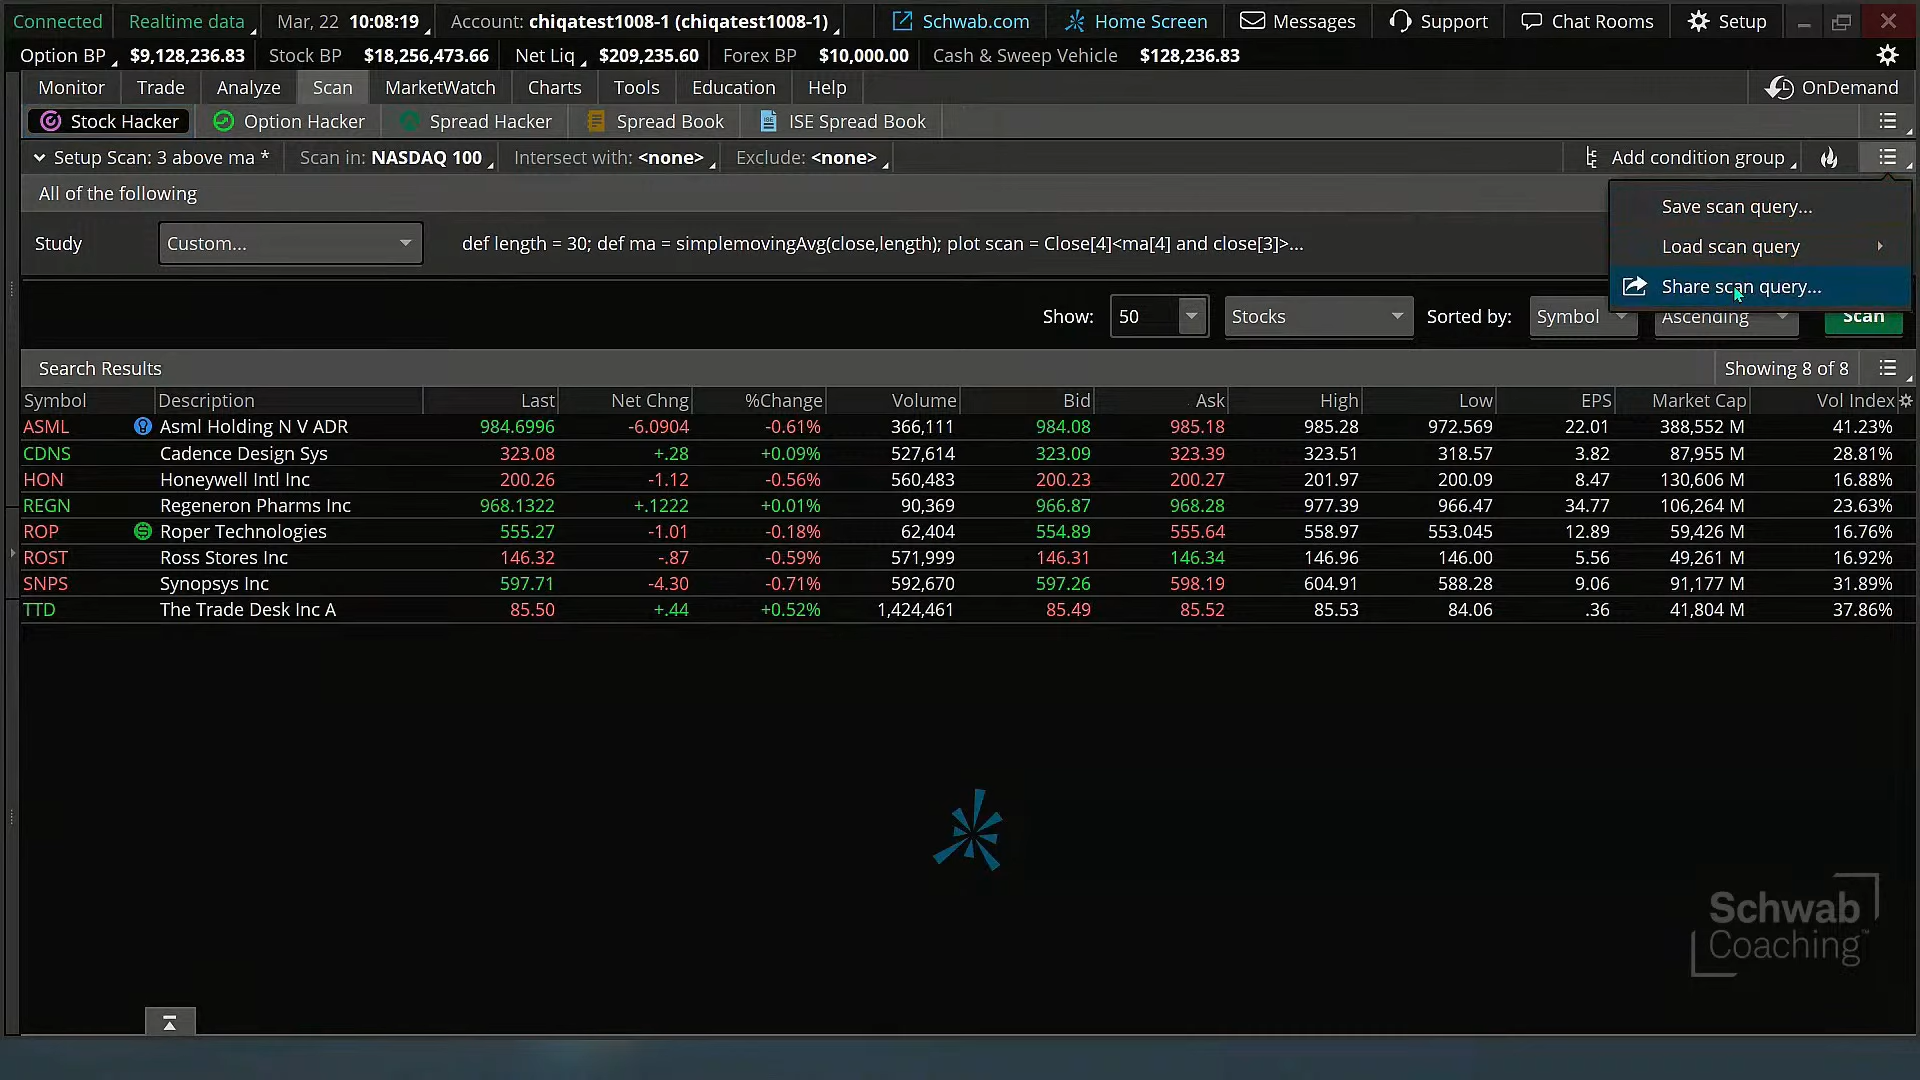 Connected Realtime data Mar, 22 10:08:19 Account: chiqatest1008-1 (chiqatest1008-1) Schwab.com Home Screen Messages Support Chat Rooms Setup
Option BP $9,128,236.83 Stock BP $18,256,473.66 Net Liq $209,235.60 Forex BP $10,000.00 Cash & Sweep Vehicle $128,236.83
Monitor Trade Analyze Scan MarketWatch Charts Tools Education Help OnDemand
Stock Hacker Option Hacker Spread Hacker Spread Book ISE Spread Book
Setup Scan: 3 above ma * Scan in: NASDAQ 100 Intersect with: <none> Exclude: <none> Add condition group
All of the following
Save scan query...
Study Custom... def length = 30; def ma = simplemovingAvg(close,length); plot scan = Close[4]<ma[4] and close[3]>...
Load scan query
Share scan query...
Show: 50 Stocks Sorted by: Symbol Ascending Scan
Search Results Showing 8 of 8
Symbol Description Last Net Chng %Change Volume Bid Ask High Low EPS Market Cap Vol Index
ASML Asml Holding N V ADR 984.6996 -6.0904 -0.61% 366,111 984.08 985.18 985.28 972.569 22.01 388,552 M 41.23%
CDNS Cadence Design Sys 323.08 +.28 +0.09% 527,614 323.09 323.39 323.51 318.57 3.82 87,955 M 28.81%
HON Honeywell Intl Inc 200.26 -1.12 -0.56% 560,483 200.23 200.27 201.97 200.09 8.47 130,606 M 16.88%
REGN Regeneron Pharms Inc 968.1322 +.1222 +0.01% 90,369 966.87 968.28 977.39 966.47 34.77 106,264 M 23.63%
ROP Roper Technologies 555.27 -1.01 -0.18% 62,404 554.89 555.64 558.97 553.045 12.89 59,426 M 16.76%
ROST Ross Stores Inc 146.32 -.87 -0.59% 571,999 146.31 146.34 146.96 146.00 5.56 49,261 M 16.92%
SNPS Synopsys Inc 597.71 -4.30 -0.71% 592,670 597.26 598.19 604.91 588.28 9.06 91,177 M 31.89%
TTD The Trade Desk Inc A 85.50 +.44 +0.52% 1,424,461 85.49 85.52 85.53 84.06 .36 41,804 M 37.86%
Schwab
Coaching™